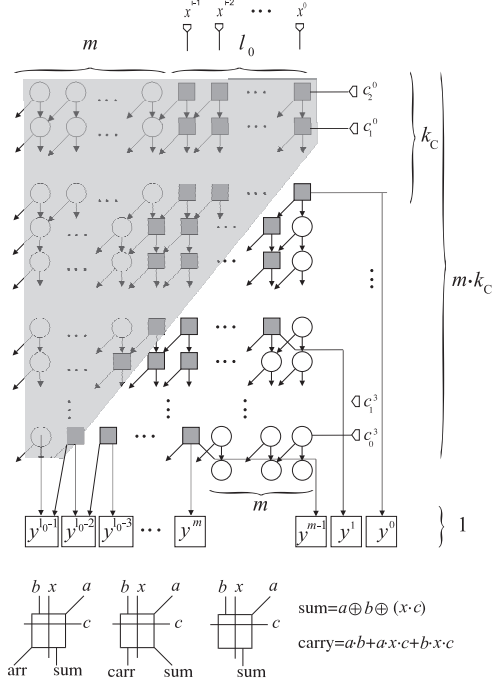 x^{i-1} x^{i-2} ... x^0
m l_0
c_2^0
c_1^0
k_C
m·k_C
c_1^3
c_0^3
m
y^{l_0-1} y^{l_0-2} y^{l_0-3} ... y^m y^{m-1} y^1 y^0 1
b x a b x a b x a
c c c
arr sum carr sum sum
sum=a⊕b⊕(x·c)
carry=a·b+a·x·c+b·x·c